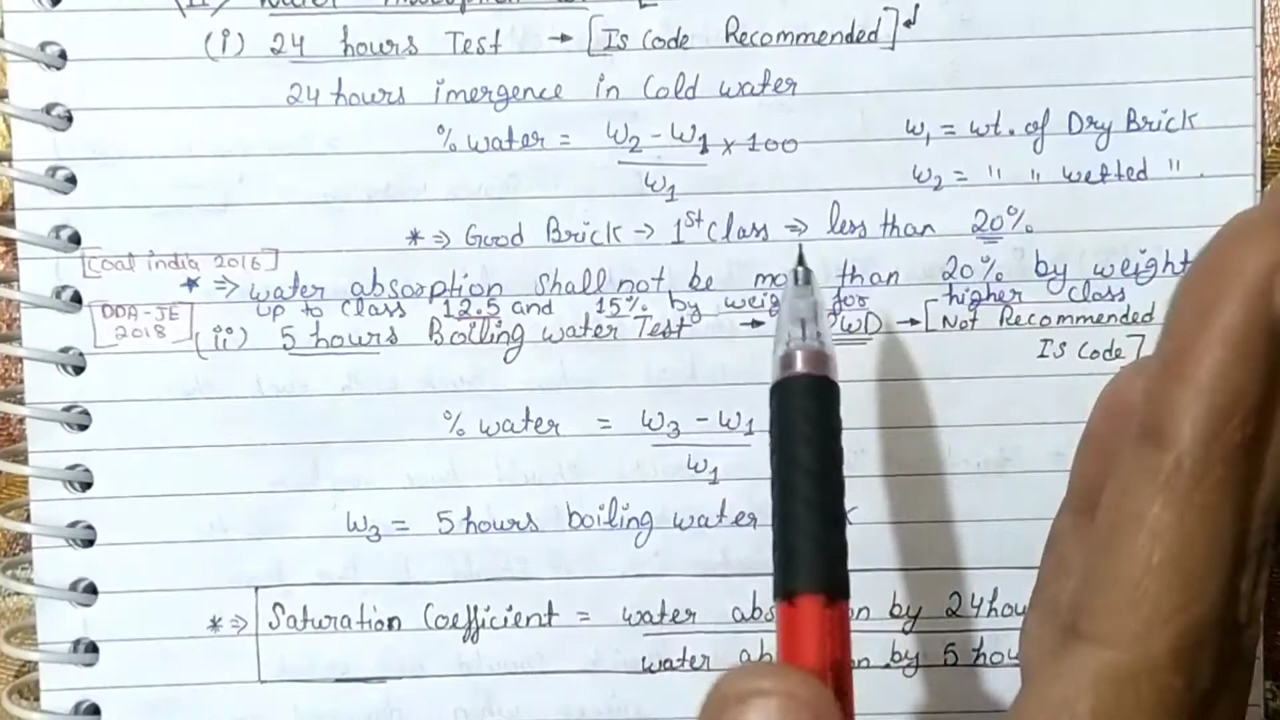 (i) 24 hours Test → [Is Code Recommended]
24 hours imergence in Cold water
% water = W2 - W1 / W1 × 100
W1 = wt. of Dry Brick
W2 = " " wetted ".
* ⇒ Good Brick → 1st Class ⇒ less than 20%.
[Coal india 2016]
* ⇒ water absorption shall not be mo than 20% by weight
up to class 12.5 and 15% by weig for higher class
DDA-JE 2018
(ii) 5 hours Boiling water Test → PWD → [Not Recommended
IS Code]
% water = W3 - W1 / W1
W3 = 5 hours boiling water
* ⇒ Saturation Coefficient = water abs on by 24 hou
water ab on by 5 hou